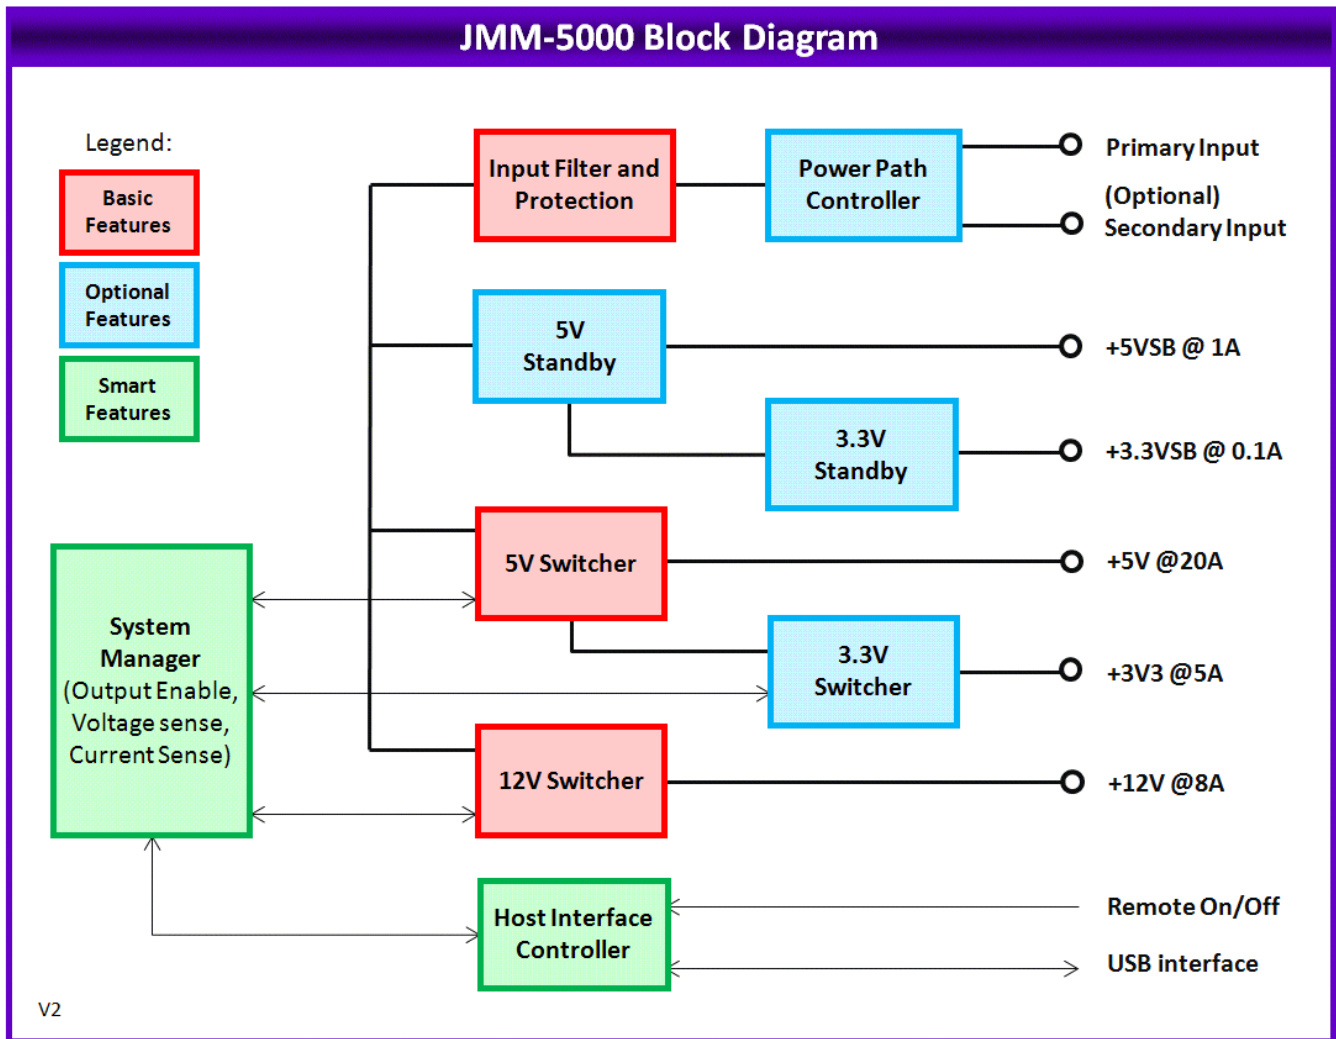 JMM-5000 Block Diagram
Legend:
Basic
Features
Optional
Features
Smart
Features
Input Filter and
Protection
Power Path
Controller
Primary Input
(Optional)
Secondary Input
5V
Standby
+5VSB @ 1A
3.3V
Standby
+3.3VSB @ 0.1A
5V Switcher
+5V @20A
System
Manager
(Output Enable,
Voltage sense,
Current Sense)
3.3V
Switcher
+3V3 @5A
12V Switcher
+12V @8A
Host Interface
Controller
Remote On/Off
USB interface
V2